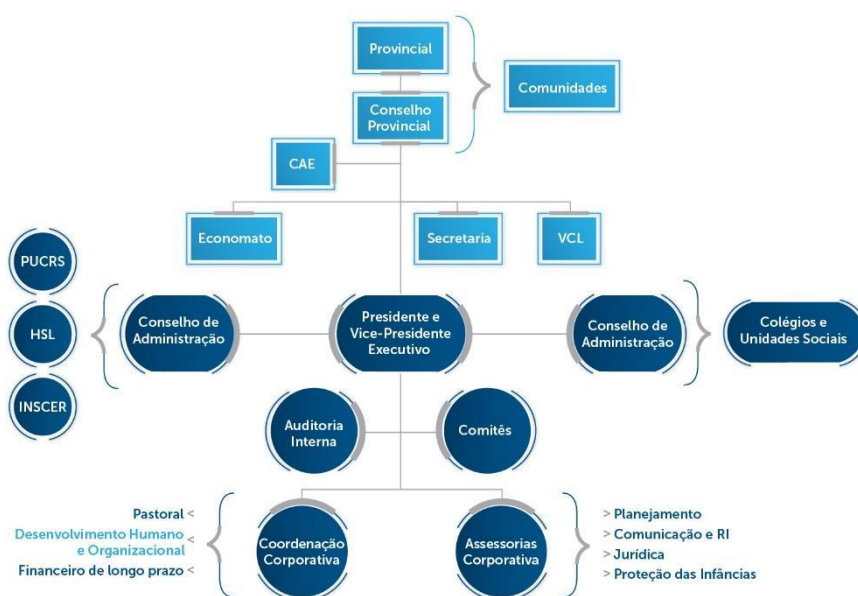 Provincial
Conselho
Provincial
Comunidades
CAE
Economato
Secretaria
VCL
PUCRS
HSL
INSCER
Conselho de
Administração
Presidente e
Vice-Presidente
Executivo
Conselho de
Administração
Colégios e
Unidades Sociais
Auditoria
Interna
Comitês
Pastoral <
Desenvolvimento Humano <
e Organizacional
Financeiro de longo prazo <
Coordenação
Corporativa
Assessorias
Corporativa
> Planejamento
> Comunicação e RI
> Jurídica
> Proteção das Infâncias